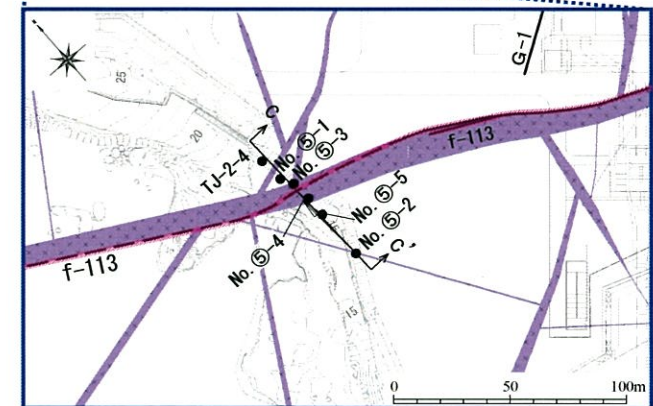 G-1
25
20
C
No. ⑤-1
No. ⑤-3
TJ-2-4
f-113
No. ⑤-5
No. ⑤-2
C'
No. ⑤-4
f-113
15
0 50 100m